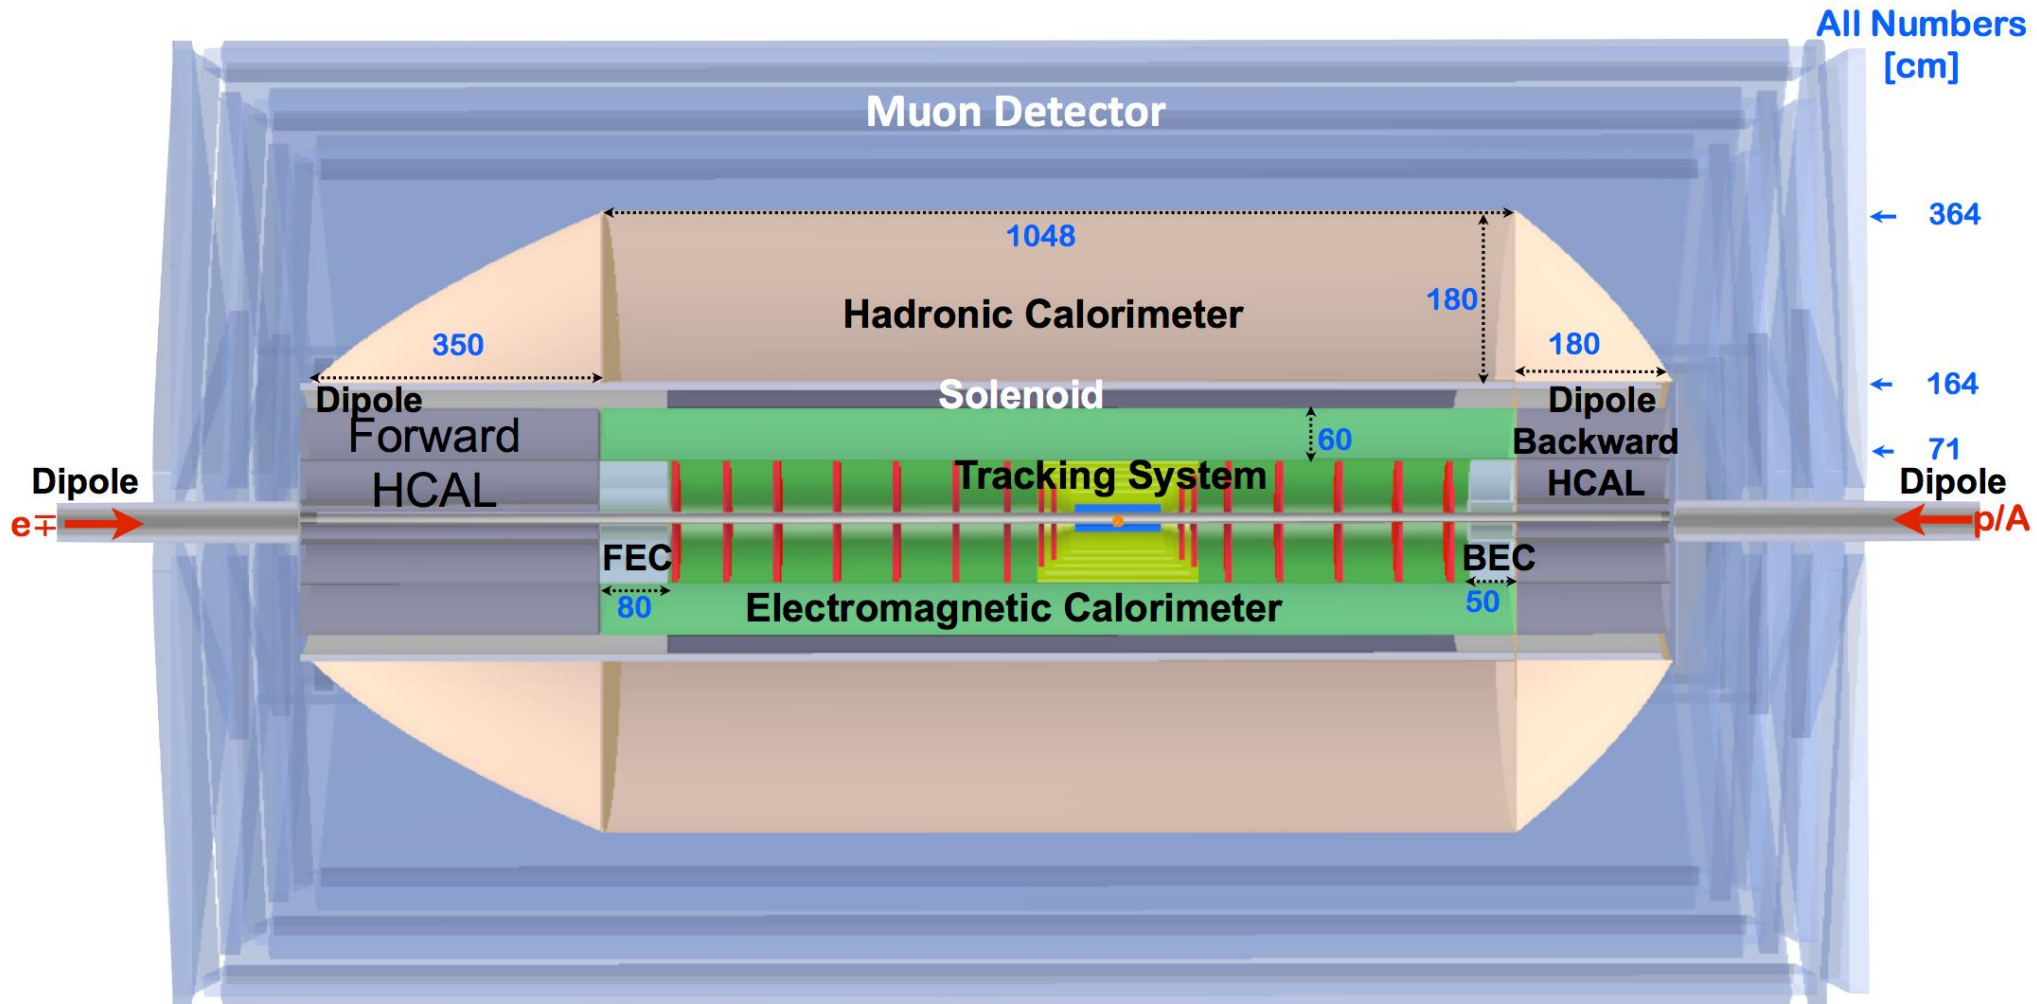 All Numbers
[cm]
Muon Detector
364
1048
Hadronic Calorimeter
180
350
180
164
Solenoid
Dipole
Dipole
Forward
60
Backward
71
Tracking System
Dipole
HCAL
HCAL
Dipole
e∓
p/A
FEC
BEC
80
Electromagnetic Calorimeter
50